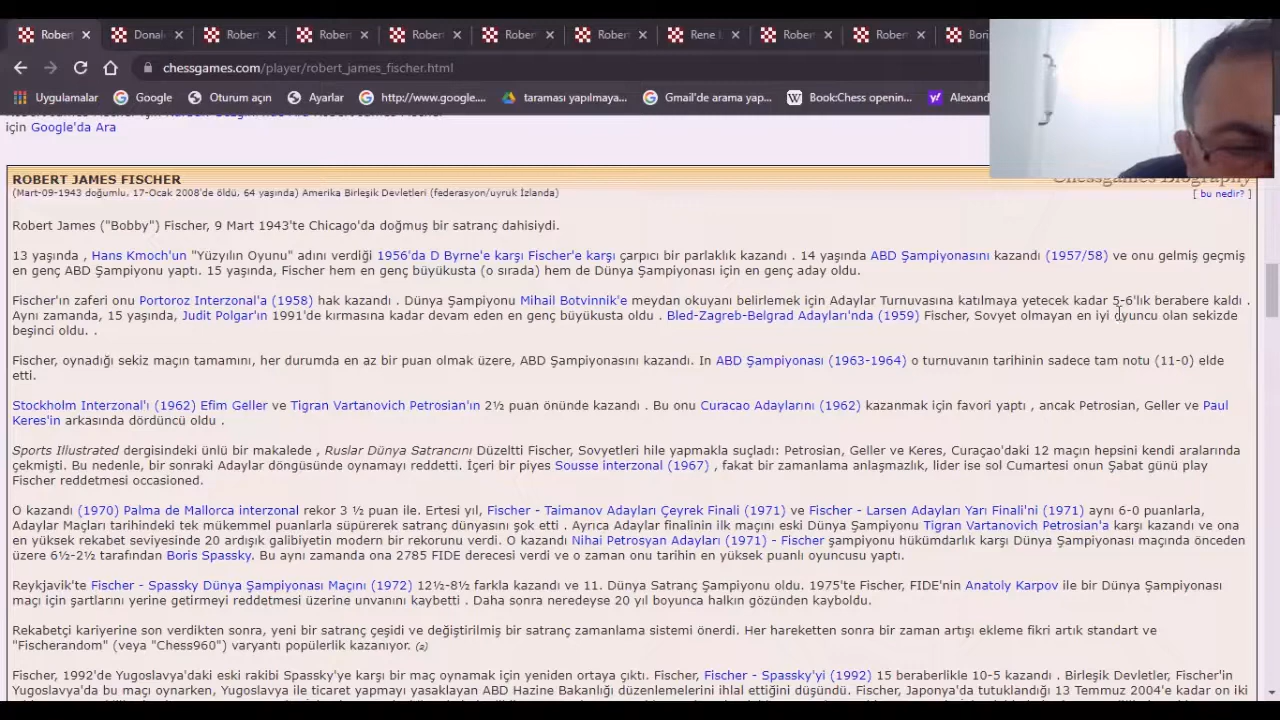 Robert
Donal
Robert
Robert
Robert
Robert
Robert
Rene
Robert
Robert
Bori
chessgames.com/player/robert_james_fischer.html
Uygulamalar
Google
Oturum açın
Ayarlar
http://www.google....
taraması yapılmaya...
Gmail'de arama yap...
Book:Chess openin...
Alexand
için Google'da Ara
ROBERT JAMES FISCHER
Chessgames Biography
(Mart-09-1943 doğumlu, 17-Ocak 2008'de öldü, 64 yaşında) Amerika Birleşik Devletleri (federasyon/uyruk İzlanda)
[ bu nedir? ]
Robert James ("Bobby") Fischer, 9 Mart 1943'te Chicago'da doğmuş bir satranç dahisiydi.
13 yaşında , Hans Kmoch'un "Yüzyılın Oyunu" adını verdiği 1956'da D Byrne'e karşı Fischer'e karşı çarpıcı bir parlaklık kazandı . 14 yaşında ABD Şampiyonasını kazandı (1957/58) ve onu gelmiş geçmiş
en genç ABD Şampiyonu yaptı. 15 yaşında, Fischer hem en genç büyükusta (o sırada) hem de Dünya Şampiyonası için en genç aday oldu.
Fischer'ın zaferi onu Portoroz Interzonal'a (1958) hak kazandı . Dünya Şampiyonu Mihail Botvinnik'e meydan okuyanı belirlemek için Adaylar Turnuvasına katılmaya yetecek kadar 5-6'lık berabere kaldı .
Aynı zamanda, 15 yaşında, Judit Polgar'ın 1991'de kırmasına kadar devam eden en genç büyükusta oldu . Bled-Zagreb-Belgrad Adayları'nda (1959) Fischer, Sovyet olmayan en iyi oyuncu olan sekizde
beşinci oldu. .
Fischer, oynadığı sekiz maçın tamamını, her durumda en az bir puan olmak üzere, ABD Şampiyonasını kazandı. In ABD Şampiyonası (1963-1964) o turnuvanın tarihinin sadece tam notu (11-0) elde
etti.
Stockholm Interzonal'ı (1962) Efim Geller ve Tigran Vartanovich Petrosian'ın 2½ puan önünde kazandı . Bu onu Curacao Adaylarını (1962) kazanmak için favori yaptı , ancak Petrosian, Geller ve Paul
Keres'in arkasında dördüncü oldu .
Sports Illustrated dergisindeki ünlü bir makalede , Ruslar Dünya Satrancını Düzeltti Fischer, Sovyetleri hile yapmakla suçladı: Petrosian, Geller ve Keres, Curaçao'daki 12 maçın hepsini kendi aralarında
çekmişti. Bu nedenle, bir sonraki Adaylar döngüsünde oynamayı reddetti. İçeri bir piyes Sousse interzonal (1967) , fakat bir zamanlama anlaşmazlık, lider ise sol Cumartesi onun Şabat günü play
Fischer reddetmesi occasioned.
O kazandı (1970) Palma de Mallorca interzonal rekor 3 ½ puan ile. Ertesi yıl, Fischer - Taimanov Adayları Çeyrek Finali (1971) ve Fischer - Larsen Adayları Yarı Finali'ni (1971) aynı 6-0 puanlarla,
Adaylar Maçları tarihindeki tek mükemmel puanlarla süpürerek satranç dünyasını şok etti . Ayrıca Adaylar finalinin ilk maçını eski Dünya Şampiyonu Tigran Vartanovich Petrosian'a karşı kazandı ve ona
en yüksek rekabet seviyesinde 20 ardışık galibiyetin modern bir rekorunu verdi. O kazandı Nihai Petrosyan Adayları (1971) - Fischer şampiyonu hükümdarlık karşı Dünya Şampiyonası maçında önceden
üzere 6½-2½ tarafından Boris Spassky. Bu aynı zamanda ona 2785 FIDE derecesi verdi ve o zaman onu tarihin en yüksek puanlı oyuncusu yaptı.
Reykjavik'te Fischer - Spassky Dünya Şampiyonası Maçını (1972) 12½-8½ farkla kazandı ve 11. Dünya Satranç Şampiyonu oldu. 1975'te Fischer, FIDE'nin Anatoly Karpov ile bir Dünya Şampiyonası
maçı için şartlarını yerine getirmeyi reddetmesi üzerine unvanını kaybetti . Daha sonra neredeyse 20 yıl boyunca halkın gözünden kayboldu.
Rekabetçi kariyerine son verdikten sonra, yeni bir satranç çeşidi ve değiştirilmiş bir satranç zamanlama sistemi önerdi. Her hareketten sonra bir zaman artışı ekleme fikri artık standart ve
"Fischerandom" (veya "Chess960") varyantı popülerlik kazanıyor. (2)
Fischer, 1992'de Yugoslavya'daki eski rakibi Spassky'ye karşı bir maç oynamak için yeniden ortaya çıktı. Fischer, Fischer - Spassky'yi (1992) 15 beraberlikle 10-5 kazandı . Birleşik Devletler, Fischer'in
Yugoslavya'da bu maçı oynarken, Yugoslavya ile ticaret yapmayı yasaklayan ABD Hazine Bakanlığı düzenlemelerini ihlal ettiğini düşündü. Fischer, Japonya'da tutuklandığı 13 Temmuz 2004'e kadar on iki